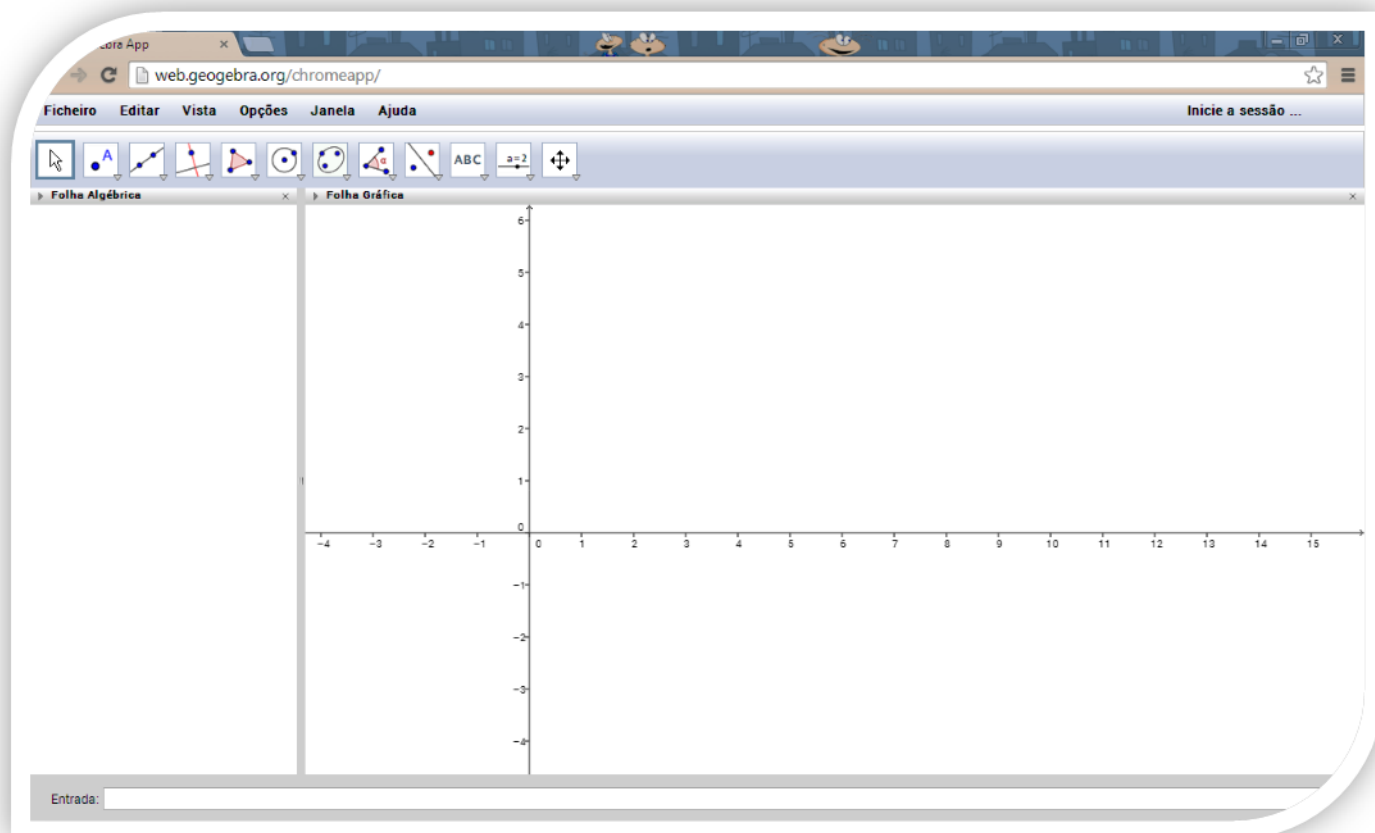 ebra App
web.geogebra.org/chromeapp/
Ficheiro Editar Vista Opções Janela Ajuda Inicie a sessão ...
A α ABC a=2
Folha Algébrica Folha Gráfica
6
5
4
3
2
1
0
-4 -3 -2 -1 0 1 2 3 4 5 6 7 8 9 10 11 12 13 14 15
-1
-2
-3
-4
Entrada: